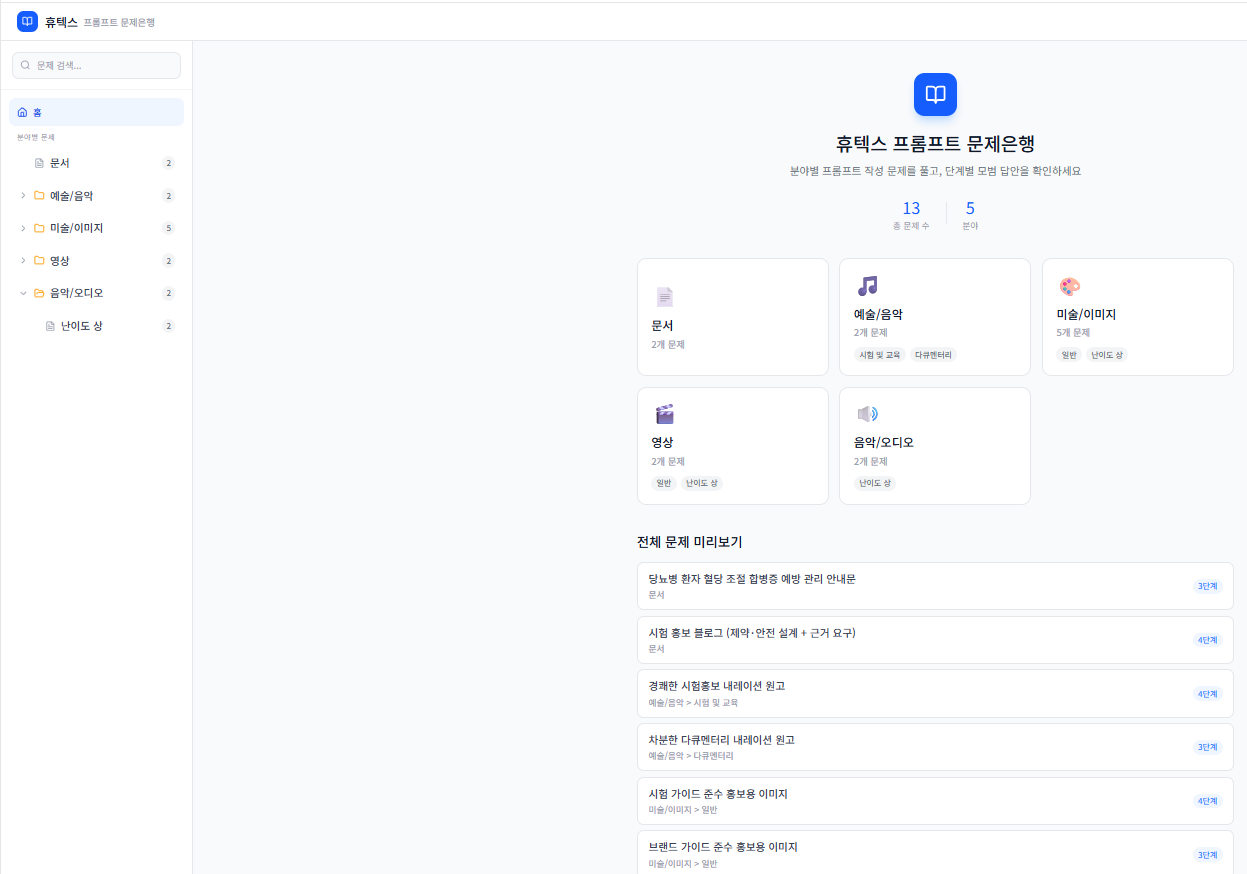 휴텍스 프롬프트 문제은행
문제 검색...
홈
분야별 문제
문서 2
예술/음악 2
미술/이미지 5
영상 2
음악/오디오 2
난이도 상 2
휴텍스 프롬프트 문제은행
분야별 프롬프트 작성 문제를 풀고, 단계별 모범 답안을 확인하세요
13 5
총 문제 수 분야
문서
2개 문제
예술/음악
2개 문제
시험 및 교육 다큐멘터리
미술/이미지
5개 문제
일반 난이도 상
영상
2개 문제
일반 난이도 상
음악/오디오
2개 문제
난이도 상
전체 문제 미리보기
당뇨병 환자 혈당 조절 합병증 예방 관리 안내문
문서
3단계
시험 홍보 블로그 (제약·안전 설계 + 근거 요구)
문서
4단계
경쾌한 시험홍보 내레이션 원고
예술/음악 > 시험 및 교육
4단계
차분한 다큐멘터리 내레이션 원고
예술/음악 > 다큐멘터리
3단계
시험 가이드 준수 홍보용 이미지
미술/이미지 > 일반
4단계
브랜드 가이드 준수 홍보용 이미지
미술/이미지 > 일반
3단계